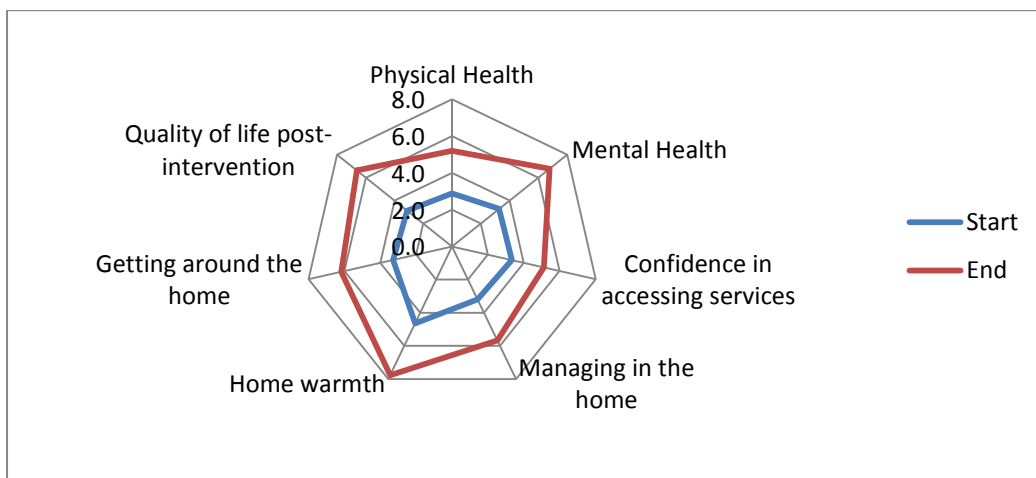 Physical Health
8.0
6.0
4.0
2.0
0.0
Mental Health
Confidence in
accessing services
Managing in the
home
Home warmth
Getting around the
home
Quality of life post-
intervention
Start
End